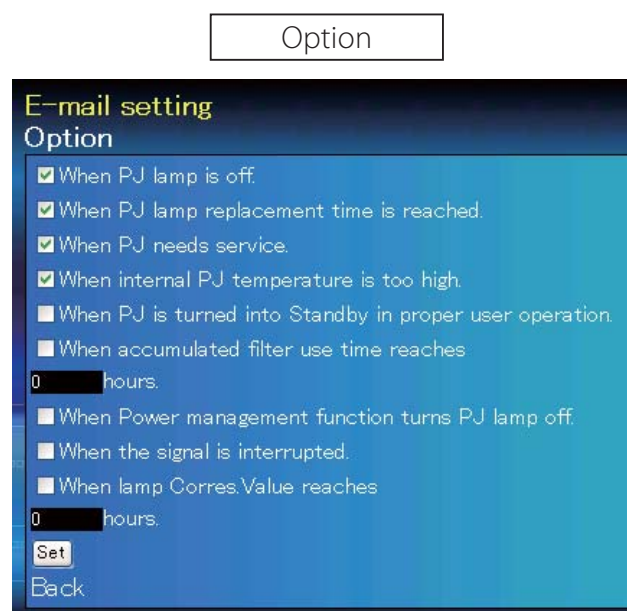 Option
E-mail setting
Option
When PJ lamp is off.
When PJ lamp replacement time is reached.
When PJ needs service.
When internal PJ temperature is too high.
When PJ is turned into Standby in proper user operation.
When accumulated filter use time reaches
0 hours.
When Power management function turns PJ lamp off.
When the signal is interrupted.
When lamp Corres.Value reaches
0 hours.
Set
Back